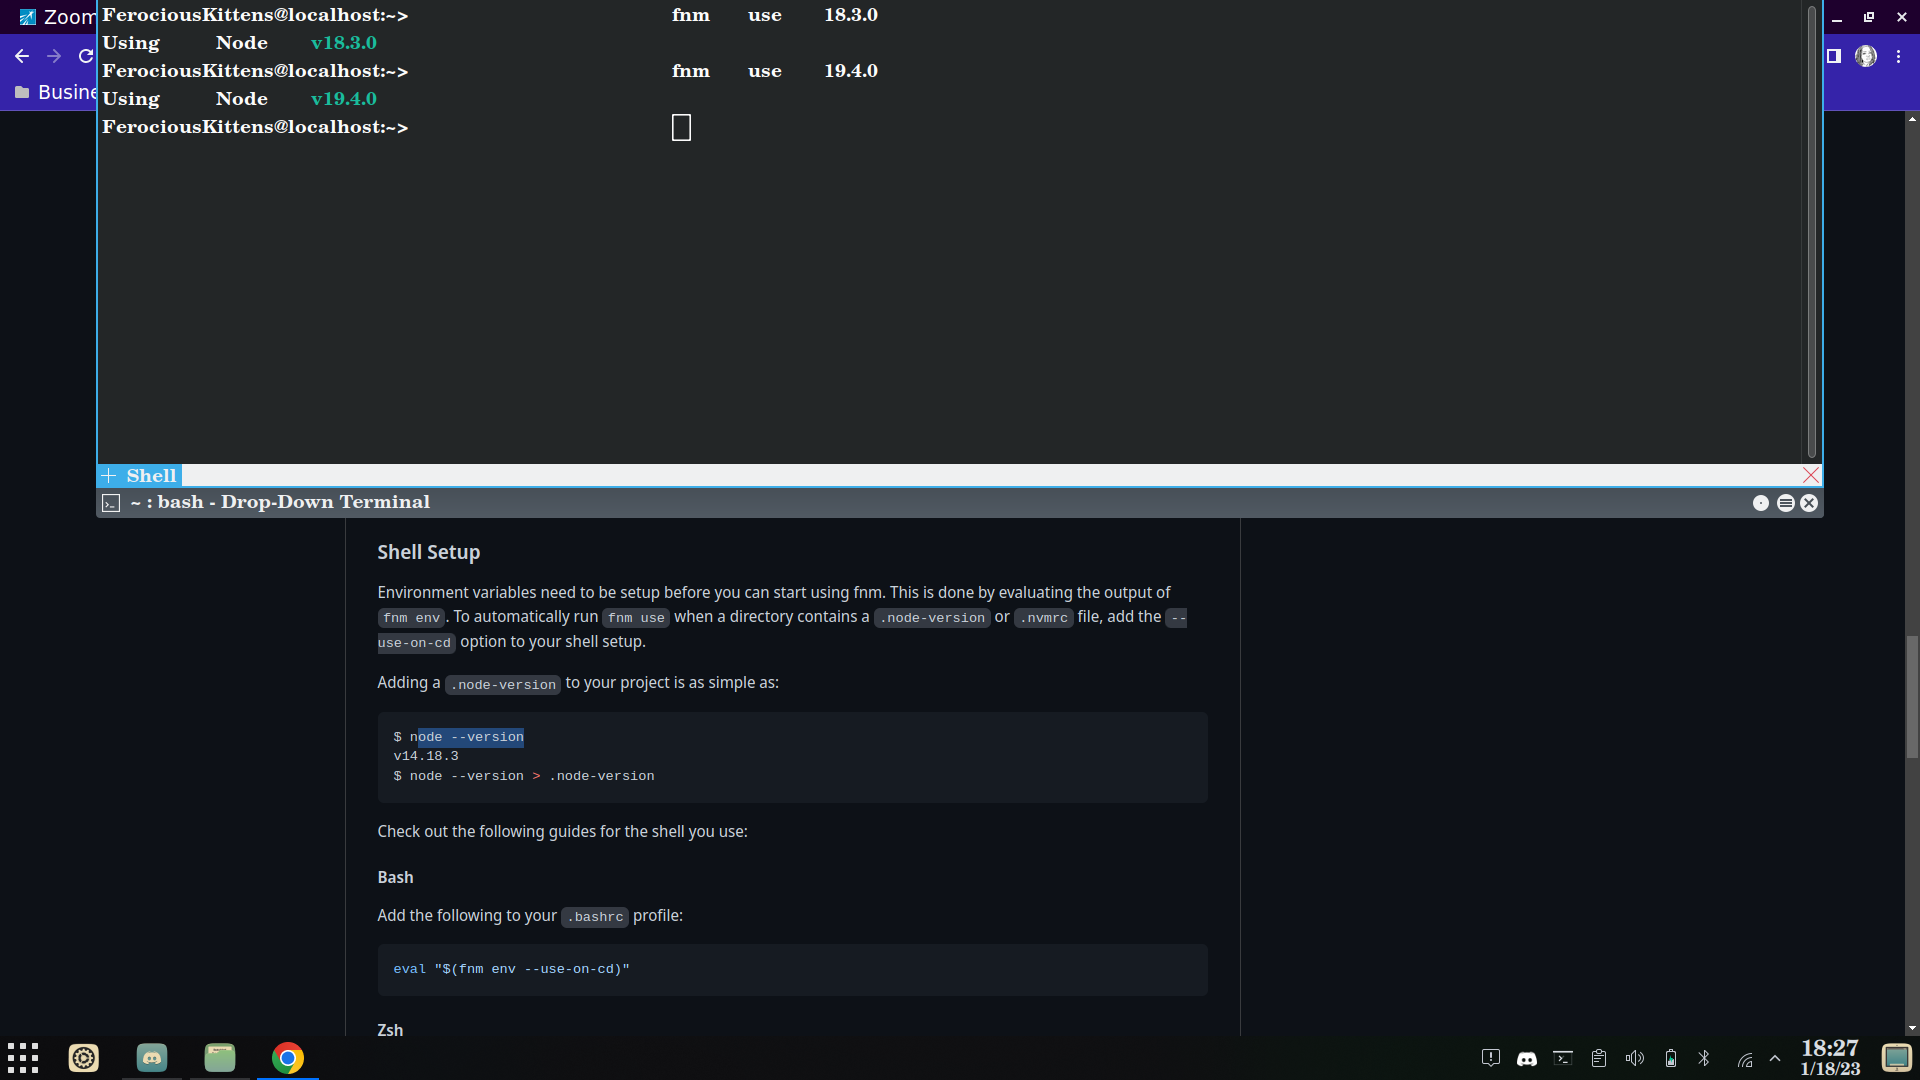 Zoom
FerociousKittens@localhost:~> fnm use 18.3.0
Using Node v18.3.0
FerociousKittens@localhost:~> fnm use 19.4.0
Using Node v19.4.0
FerociousKittens@localhost:~>
Busine
Shell
~ : bash - Drop-Down Terminal
Shell Setup
Environment variables need to be setup before you can start using fnm. This is done by evaluating the output of
fnm env. To automatically run fnm use when a directory contains a .node-version or .nvmrc file, add the --
use-on-cd option to your shell setup.
Adding a .node-version to your project is as simple as:
$ node --version
v14.18.3
$ node --version > .node-version
Check out the following guides for the shell you use:
Bash
Add the following to your .bashrc profile:
eval "$(fnm env --use-on-cd)"
Zsh
18:27
1/18/23